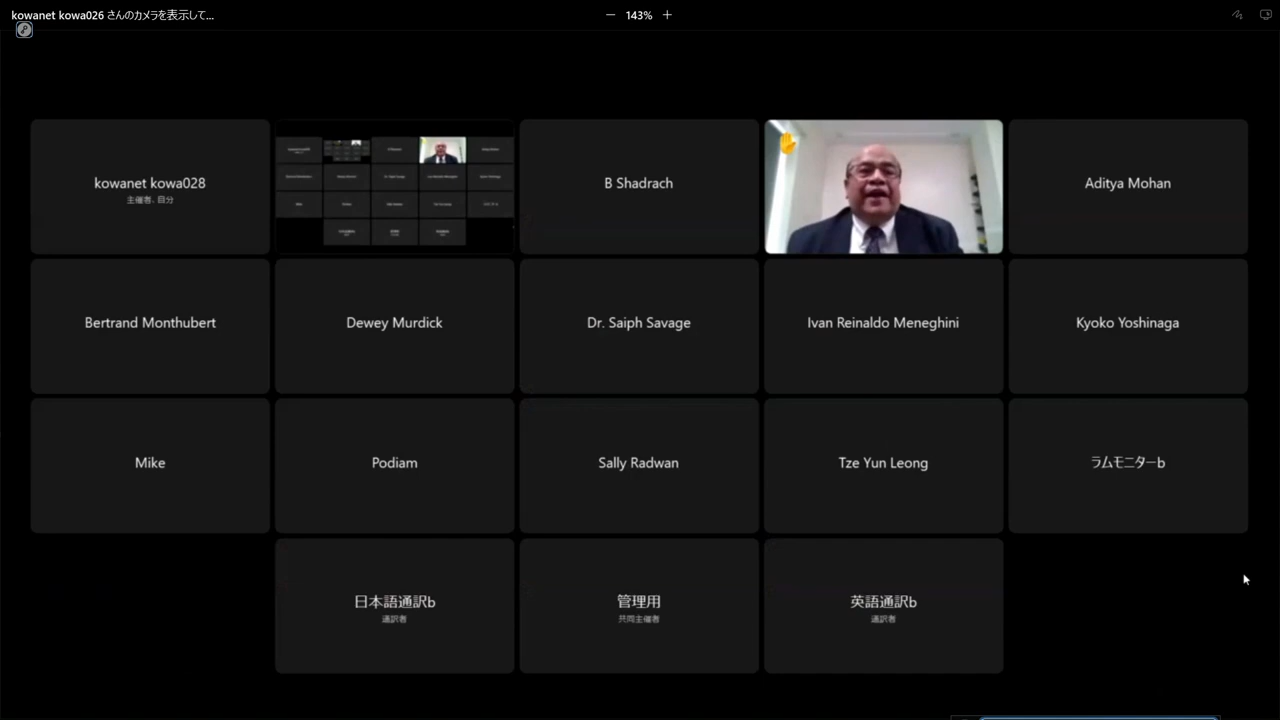 kowanet kowa026 さんのカメラを表示して...
143%
kowanet kowa028
主催者、自分
B Shadrach
Aditya Mohan
Bertrand Monthubert
Dewey Murdick
Dr. Saiph Savage
Ivan Reinaldo Meneghini
Kyoko Yoshinaga
Mike
Podiam
Sally Radwan
Tze Yun Leong
ラムモニターb
日本語通訳b
通訳者
管理用
共同主催者
英語通訳b
通訳者